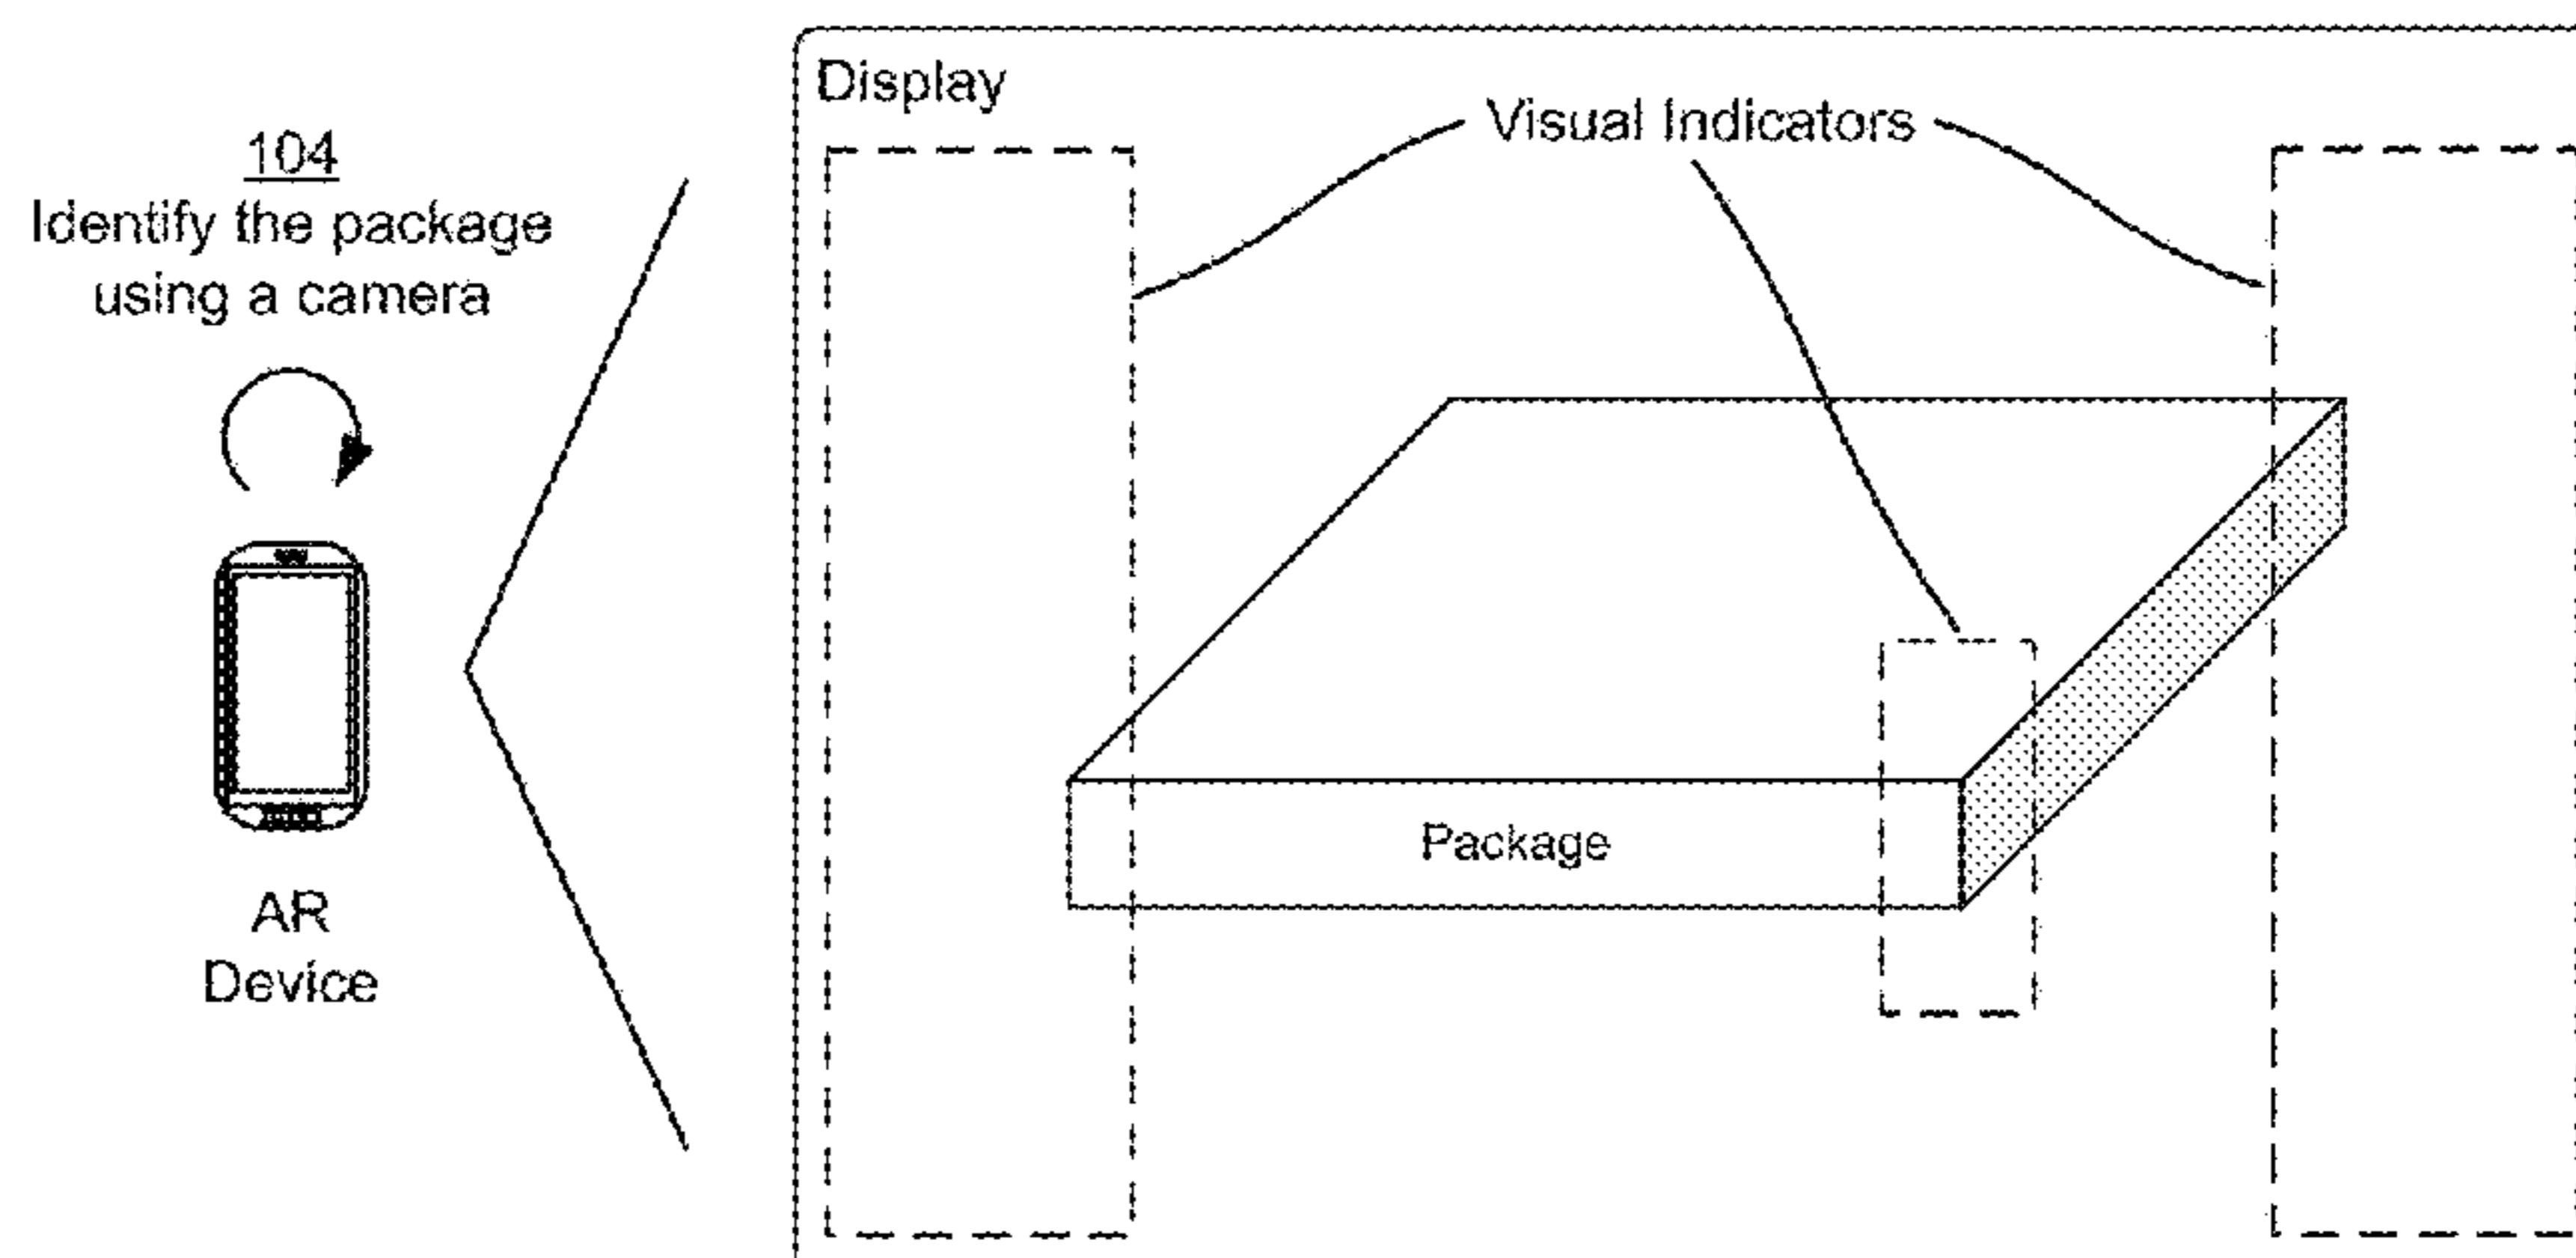 104
Identify the package
using a camera
AR
Device
Display
Visual Indicators
Package